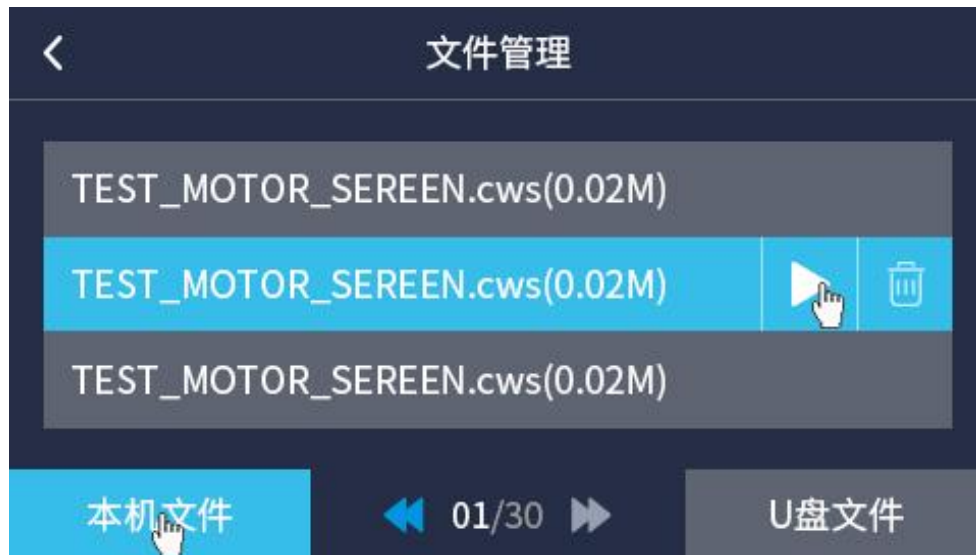 文件管理
TEST_MOTOR_SEREEN.cws(0.02M)
TEST_MOTOR_SEREEN.cws(0.02M)
TEST_MOTOR_SEREEN.cws(0.02M)
本机文件 01/30 U盘文件